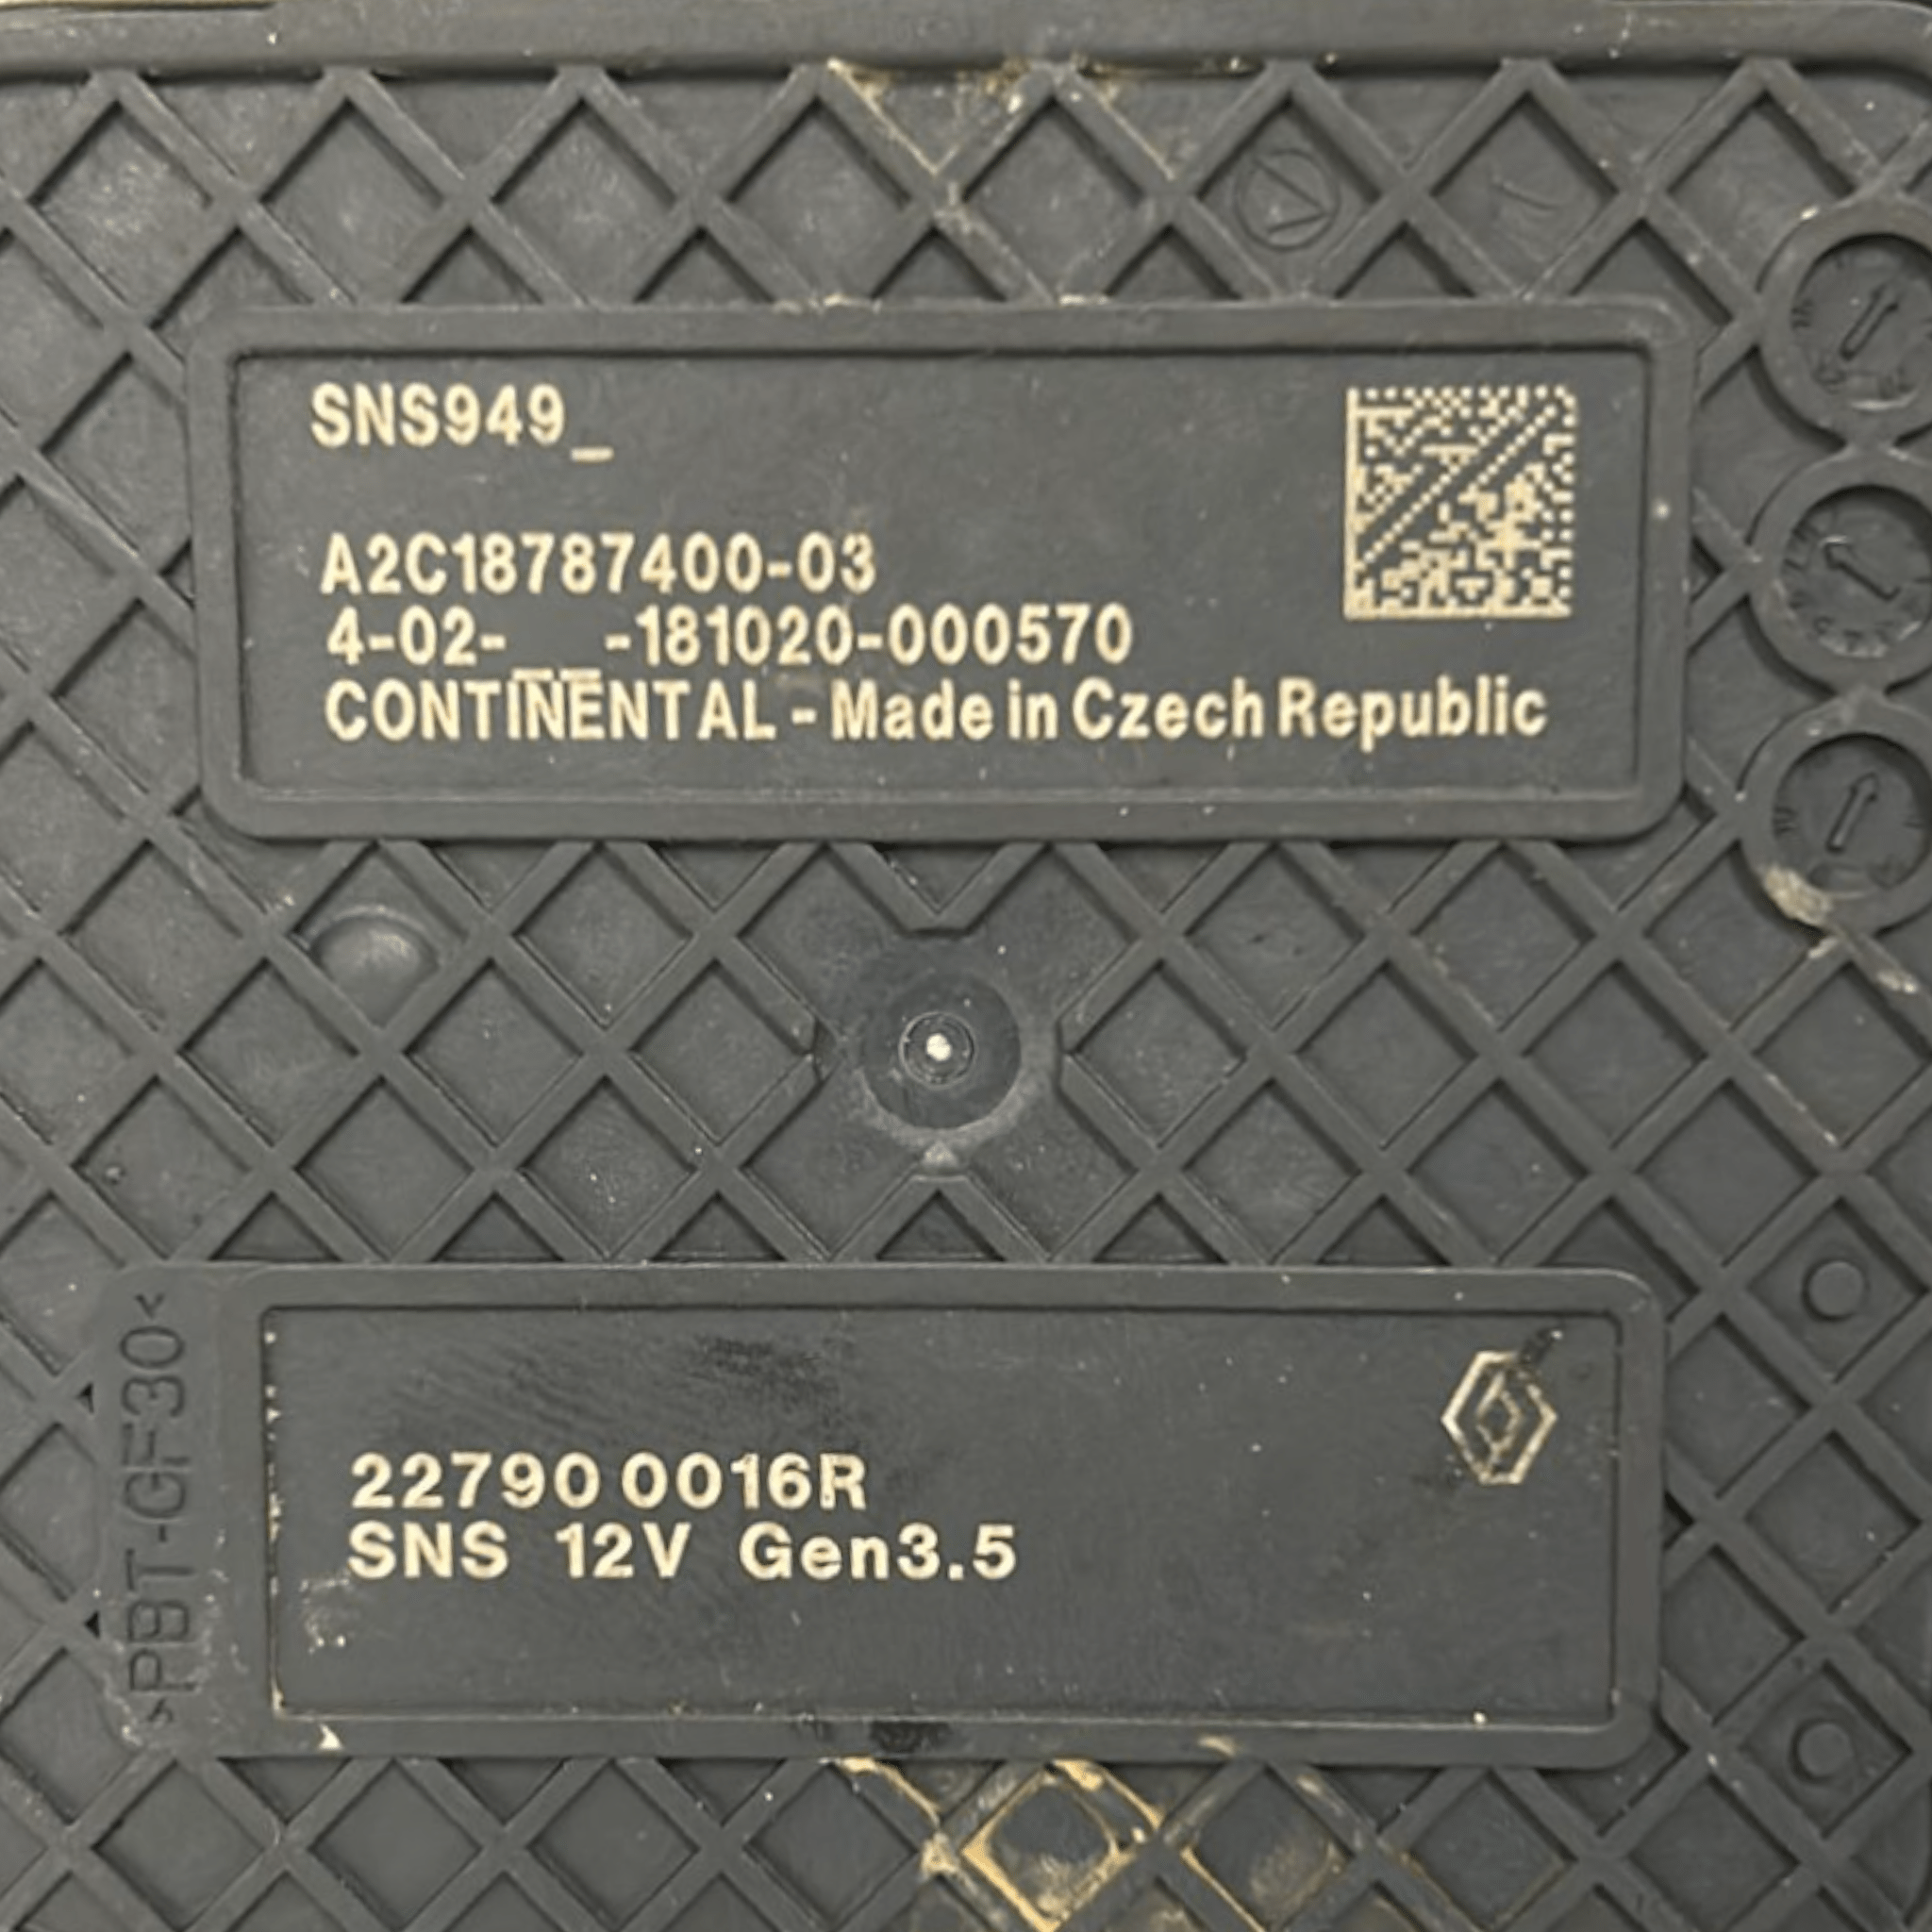 SNS949_
A2C18787400-03
4-02-__-181020-000570
CONTINENTAL - Made in Czech Republic
22790 0016R
SNS 12V Gen3.5
>PBT-GF30<